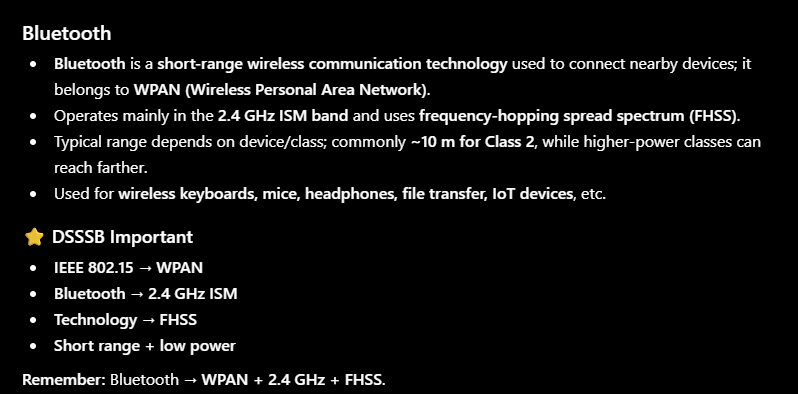 Bluetooth
• Bluetooth is a short-range wireless communication technology used to connect nearby devices; it
belongs to WPAN (Wireless Personal Area Network).
• Operates mainly in the 2.4 GHz ISM band and uses frequency-hopping spread spectrum (FHSS).
• Typical range depends on device/class; commonly ~10 m for Class 2, while higher-power classes can
reach farther.
• Used for wireless keyboards, mice, headphones, file transfer, IoT devices, etc.
⭐ DSSSB Important
• IEEE 802.15 → WPAN
• Bluetooth → 2.4 GHz ISM
• Technology → FHSS
• Short range + low power
Remember: Bluetooth → WPAN + 2.4 GHz + FHSS.